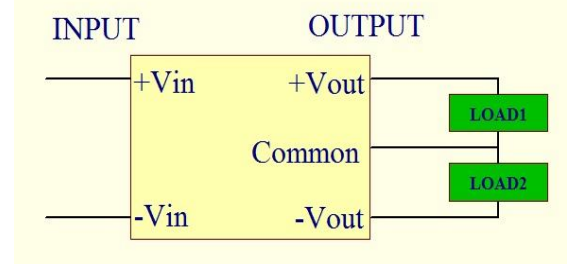 INPUT OUTPUT
+Vin +Vout
LOAD1
Common
LOAD2
-Vin -Vout